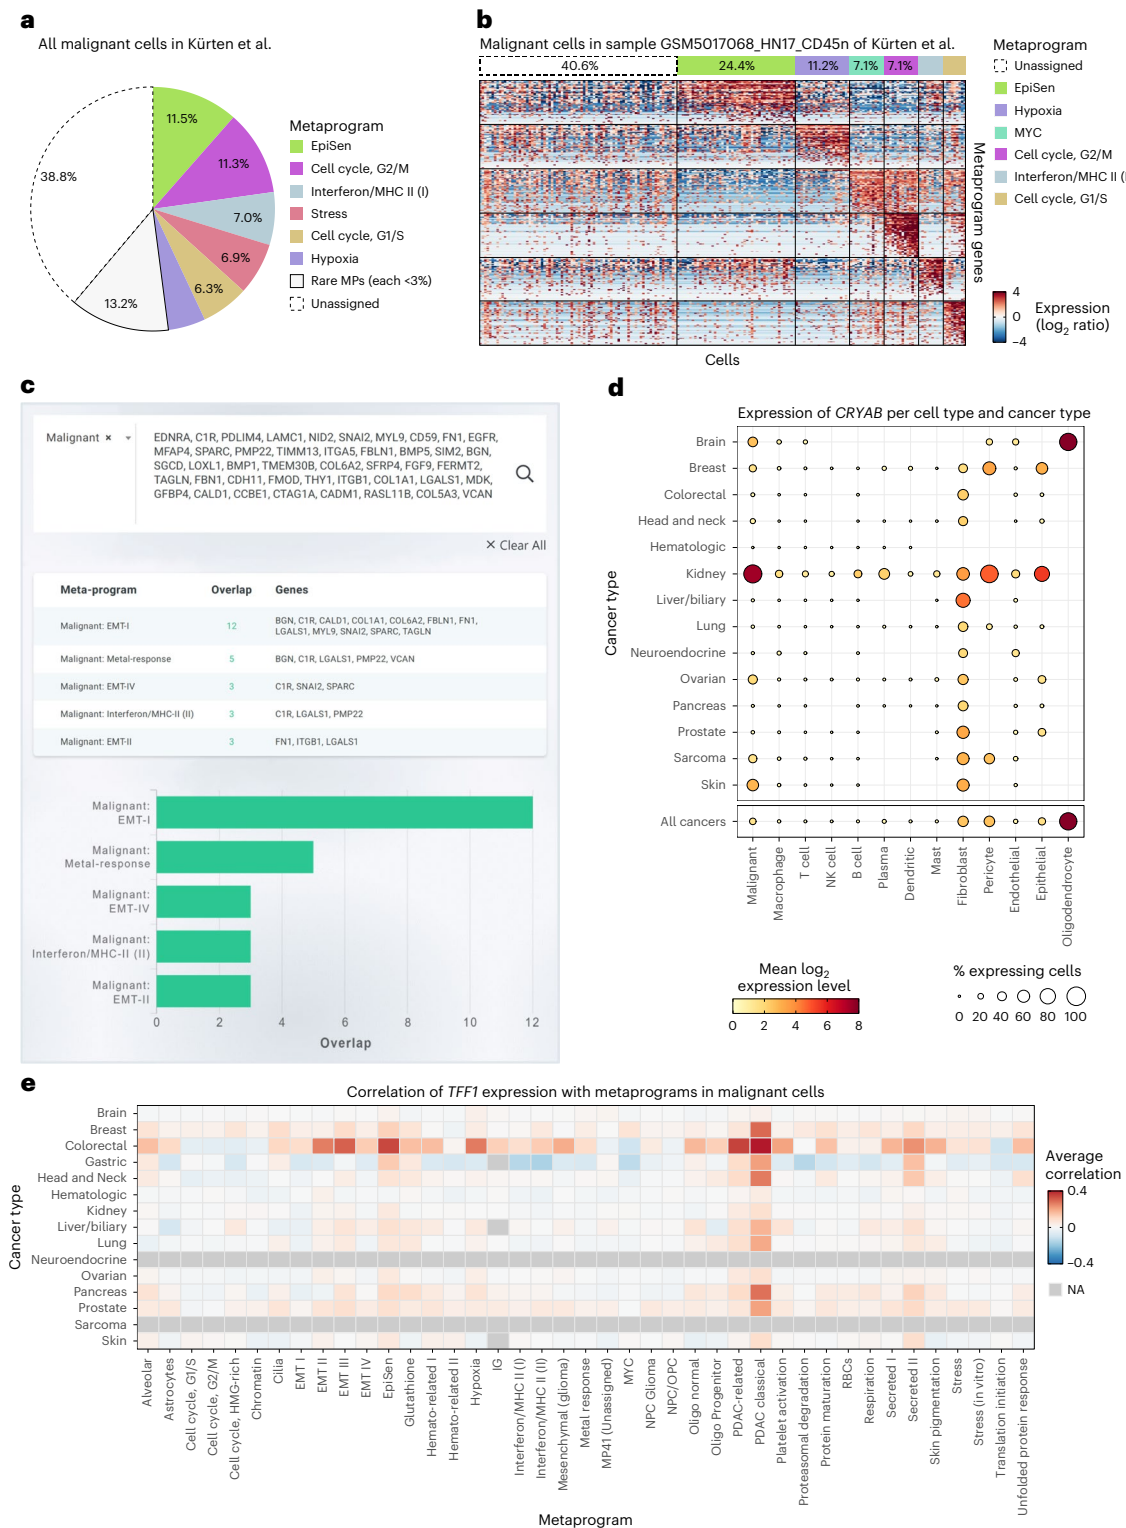 a
All malignant cells in Kürten et al.
11.5%
11.3%
7.0%
6.9%
6.3%
13.2%
38.8%
Metaprogram
EpiSen
Cell cycle, G2/M
Interferon/MHC II (I)
Stress
Cell cycle, G1/S
Hypoxia
Rare MPs (each <3%)
Unassigned
b
Malignant cells in sample GSM5017068_HN17_CD45n of Kürten et al.
40.6%
24.4%
11.2%
7.1%
7.1%
Cells
Metaprogram genes
Metaprogram
Unassigned
EpiSen
Hypoxia
MYC
Cell cycle, G2/M
Interferon/MHC II (
Cell cycle, G1/S
4
0
−4
Expression
(log2 ratio)
c
Malignant ×
EDNRA, C1R, PDLIM4, LAMC1, NID2, SNAI2, MYL9, CD59, FN1, EGFR,
MFAP4, SPARC, PMP22, TIMM13, ITGA5, FBLN1, BMP5, SIM2, BGN,
SGCD, LOXL1, BMP1, TMEM30B, COL6A2, SFRP4, FGF9, FERMT2,
TAGLN, FBN1, CDH11, FMOD, THY1, ITGB1, COL1A1, LGALS1, MDK,
GFBP4, CALD1, CCBE1, CTAG1A, CADM1, RASL11B, COL5A3, VCAN
× Clear All
Meta-program Overlap Genes
Malignant: EMT-I 12 BGN, C1R, CALD1, COL1A1, COL6A2, FBLN1, FN1,
LGALS1, MYL9, SNAI2, SPARC, TAGLN
Malignant: Metal-response 5 BGN, C1R, LGALS1, PMP22, VCAN
Malignant: EMT-IV 3 C1R, SNAI2, SPARC
Malignant: Interferon/MHC-II (II) 3 C1R, LGALS1, PMP22
Malignant: EMT-II 3 FN1, ITGB1, LGALS1
Malignant:
EMT-I
Malignant:
Metal-response
Malignant:
EMT-IV
Malignant:
Interferon/MHC-II (II)
Malignant:
EMT-II
0 2 4 6 8 10 12
Overlap
d
Expression of CRYAB per cell type and cancer type
Cancer type
Brain
Breast
Colorectal
Head and neck
Hematologic
Kidney
Liver/biliary
Lung
Neuroendocrine
Ovarian
Pancreas
Prostate
Sarcoma
Skin
All cancers
Malignant
Macrophage
T cell
NK cell
B cell
Plasma
Dendritic
Mast
Fibroblast
Pericyte
Endothelial
Epithelial
Oligodendrocyte
Mean log2
expression level
0 2 4 6 8
% expressing cells
0 20 40 60 80 100
e
Correlation of TFF1 expression with metaprograms in malignant cells
Cancer type
Brain
Breast
Colorectal
Gastric
Head and Neck
Hematologic
Kidney
Liver/biliary
Lung
Neuroendocrine
Ovarian
Pancreas
Prostate
Sarcoma
Skin
Alveolar
Astrocytes
Cell cycle, G1/S
Cell cycle, G2/M
Cell cycle, HMG-rich
Chromatin
Cilia
EMT I
EMT II
EMT III
EMT IV
EpiSen
Glutathione
Hemato-related I
Hemato-related II
Hypoxia
IG
Interferon/MHC II (I)
Interferon/MHC II (II)
Mesenchymal (glioma)
Metal response
MP41 (Unassigned)
MYC
NPC Glioma
NPC/OPC
Oligo normal
Oligo Progenitor
PDAC-related
PDAC classical
Platelet activation
Proteasomal degradation
Protein maturation
RBCs
Respiration
Secreted I
Secreted II
Skin pigmentation
Stress
Stress (in vitro)
Translation initiation
Unfolded protein response
Metaprogram
Average
correlation
0.4
0
−0.4
NA